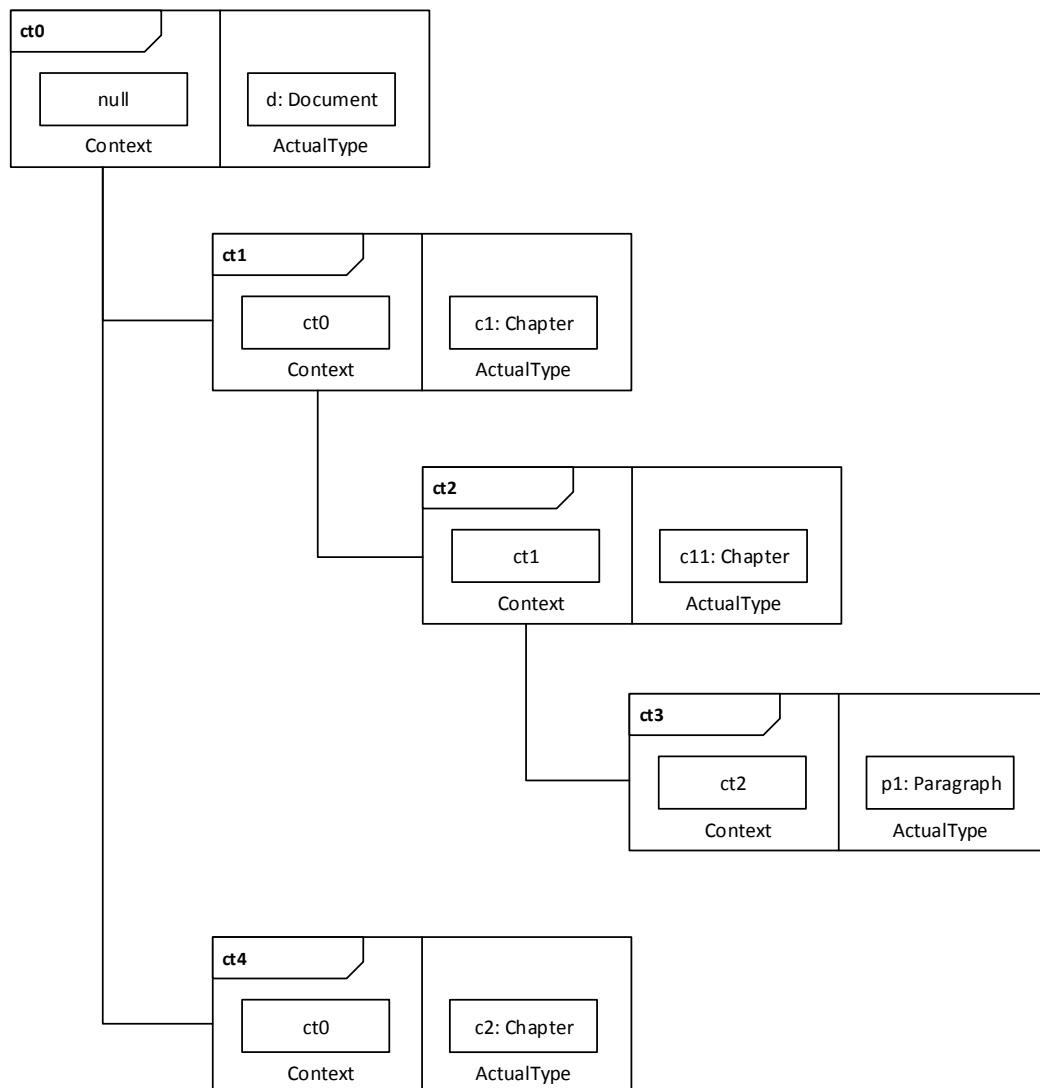 ct0
null
d: Document
Context
ActualType
ct1
ct0
c1: Chapter
Context
ActualType
ct2
ct1
c11: Chapter
Context
ActualType
ct3
ct2
p1: Paragraph
Context
ActualType
ct4
ct0
c2: Chapter
Context
ActualType